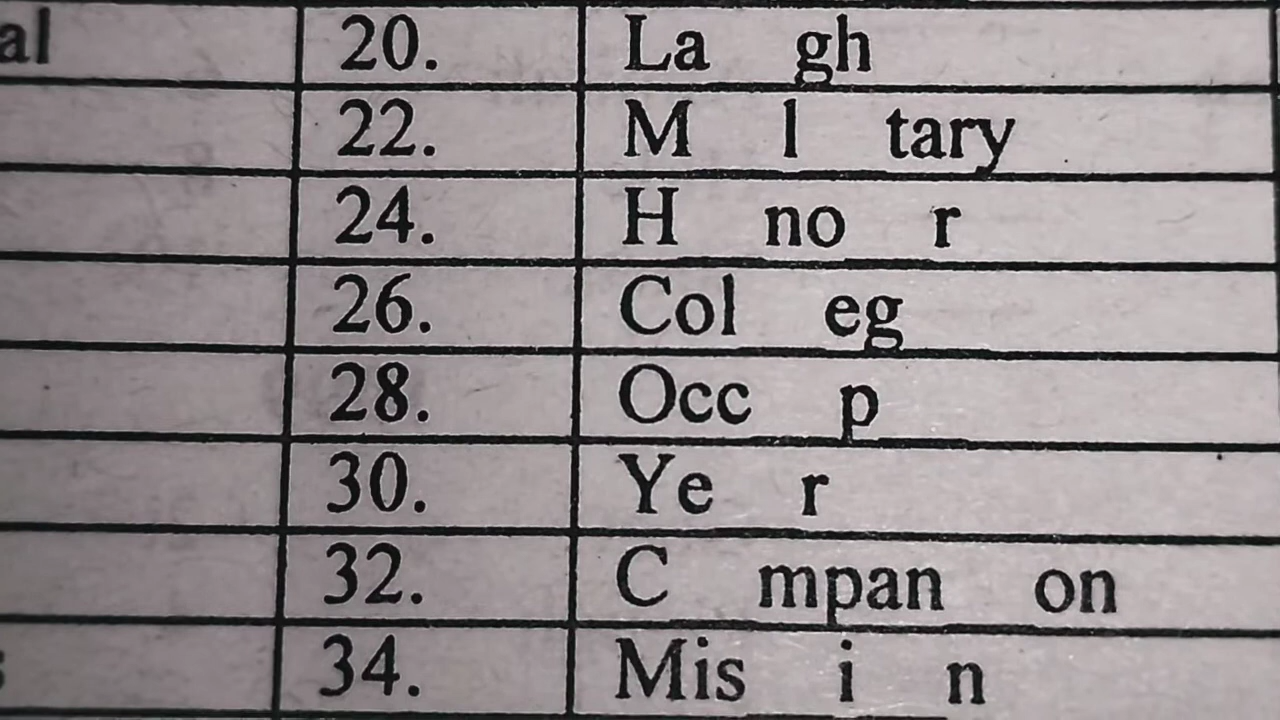 al 20. La gh
22. M l tary
24. H no r
26. Col eg
28. Occ p
30. Ye r
32. C mpan on
s 34. Mis i n